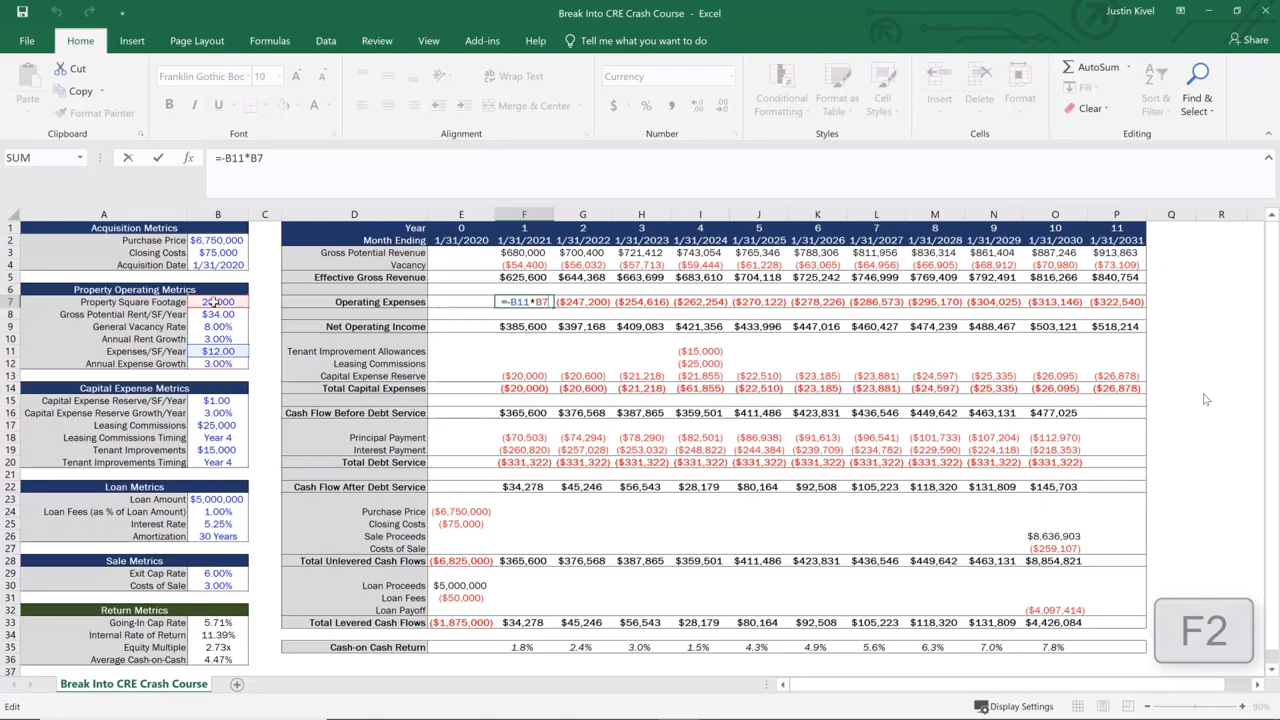 Break Into CRE Crash Course - Excel
Justin Kivel
File Home Insert Page Layout Formulas Data Review View Add-ins Help Tell me what you want to do Share
Paste Cut Copy Format Painter Clipboard
Franklin Gothic Boo 10 B I U A Font
ab Wrap Text Merge & Center Alignment
Currency $ % , Number
Conditional Formatting Format as Table Cell Styles Styles
Insert Delete Format Cells
AutoSum Fill Clear Sort & Filter Find & Select Editing
SUM fx =-B11*B7
A B C D E F G H I J K L M N O P Q R
1 Acquisition Metrics Year 0 1 2 3 4 5 6 7 8 9 10 11
2 Purchase Price $6,750,000 Month Ending 1/31/2020 1/31/2021 1/31/2022 1/31/2023 1/31/2024 1/31/2025 1/31/2026 1/31/2027 1/31/2028 1/31/2029 1/31/2030 1/31/2031
3 Closing Costs $75,000 Gross Potential Revenue $680,000 $700,400 $721,412 $743,054 $765,346 $788,306 $811,956 $836,314 $861,404 $887,246 $913,863
4 Acquisition Date 1/31/2020 Vacancy ($54,400) ($56,032) ($57,713) ($59,444) ($61,228) ($63,065) ($64,956) ($66,905) ($68,912) ($70,980) ($73,109)
5 Effective Gross Revenue $625,600 $644,368 $663,699 $683,610 $704,118 $725,242 $746,999 $769,409 $792,491 $816,266 $840,754
6 Property Operating Metrics
7 Property Square Footage 20,000 Operating Expenses =-B11*B7 ($247,200) ($254,616) ($262,254) ($270,122) ($278,226) ($286,573) ($295,170) ($304,025) ($313,146) ($322,540)
8 Gross Potential Rent/SF/Year $34.00
9 General Vacancy Rate 8.00% Net Operating Income $385,600 $397,168 $409,083 $421,356 $433,996 $447,016 $460,427 $474,239 $488,467 $503,121 $518,214
10 Annual Rent Growth 3.00%
11 Expenses/SF/Year $12.00 Tenant Improvement Allowances ($15,000)
12 Annual Expense Growth 3.00% Leasing Commissions ($25,000)
13 Capital Expense Reserve ($20,000) ($20,600) ($21,218) ($21,855) ($22,510) ($23,185) ($23,881) ($24,597) ($25,335) ($26,095) ($26,878)
14 Capital Expense Metrics Total Capital Expenses ($20,000) ($20,600) ($21,218) ($61,855) ($22,510) ($23,185) ($23,881) ($24,597) ($25,335) ($26,095) ($26,878)
15 Capital Expense Reserve/SF/Year $1.00
16 Capital Expense Reserve Growth/Year 3.00% Cash Flow Before Debt Service $365,600 $376,568 $387,865 $359,501 $411,486 $423,831 $436,546 $449,642 $463,131 $477,025
17 Leasing Commissions $25,000
18 Leasing Commissions Timing Year 4 Principal Payment ($70,503) ($74,294) ($78,290) ($82,501) ($86,938) ($91,613) ($96,541) ($101,733) ($107,204) ($112,970)
19 Tenant Improvements $15,000 Interest Payment ($260,820) ($257,028) ($253,032) ($248,822) ($244,384) ($239,709) ($234,782) ($229,590) ($224,118) ($218,353)
20 Tenant Improvements Timing Year 4 Total Debt Service ($331,322) ($331,322) ($331,322) ($331,322) ($331,322) ($331,322) ($331,322) ($331,322) ($331,322) ($331,322)
21
22 Loan Metrics Cash Flow After Debt Service $34,278 $45,246 $56,543 $28,179 $80,164 $92,508 $105,223 $118,320 $131,809 $145,703
23 Loan Amount $5,000,000
24 Loan Fees (as % of Loan Amount) 1.00% Purchase Price ($6,750,000)
25 Interest Rate 5.25% Closing Costs ($75,000)
26 Amortization 30 Years Sale Proceeds $8,636,903
27 Costs of Sale ($259,107)
28 Sale Metrics Total Unlevered Cash Flows ($6,825,000) $365,600 $376,568 $387,865 $359,501 $411,486 $423,831 $436,546 $449,642 $463,131 $8,854,821
29 Exit Cap Rate 6.00%
30 Costs of Sale 3.00% Loan Proceeds $5,000,000
31 Loan Fees ($50,000)
32 Return Metrics Loan Payoff ($4,097,414)
33 Going-In Cap Rate 5.71% Total Levered Cash Flows ($1,875,000) $34,278 $45,246 $56,543 $28,179 $80,164 $92,508 $105,223 $118,320 $131,809 $4,426,084
34 Internal Rate of Return 11.39%
35 Equity Multiple 2.73x Cash-on Cash Return 1.8% 2.4% 3.0% 1.5% 4.3% 4.9% 5.6% 6.3% 7.0% 7.8%
36 Average Cash-on-Cash 4.47%
37
F2
Break Into CRE Crash Course
Edit Display Settings 90%